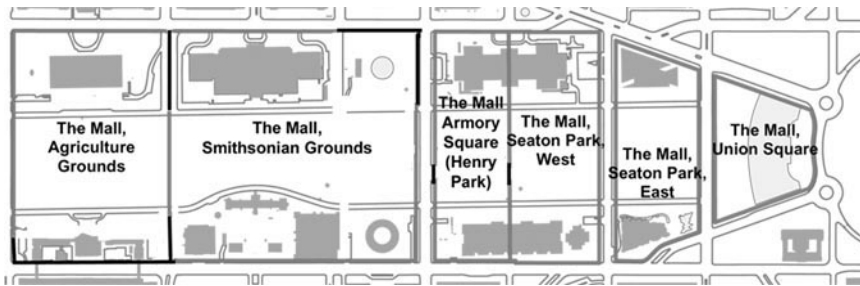 The Mall,
Agriculture
Grounds
The Mall,
Smithsonian Grounds
The Mall
Armory
Square
(Henry
Park)
The Mall,
Seaton Park,
West
The Mall,
Seaton Park,
East
The Mall,
Union Square